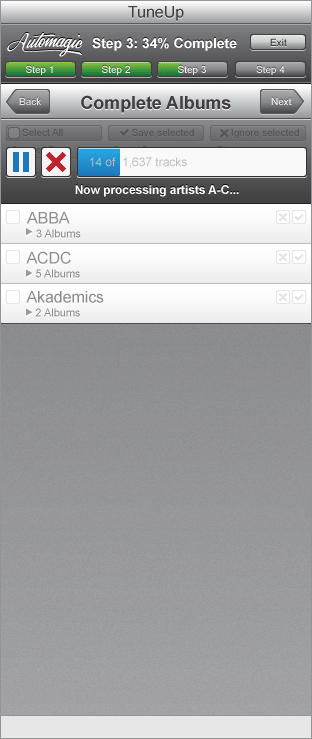 TuneUp
Automagic Step 3: 34% Complete Exit
Step 1 Step 2 Step 3 Step 4
Back Complete Albums Next
Select All Save selected Ignore selected
14 of 1,637 tracks
Now processing artists A-C...
ABBA
3 Albums
ACDC
5 Albums
Akademics
2 Albums